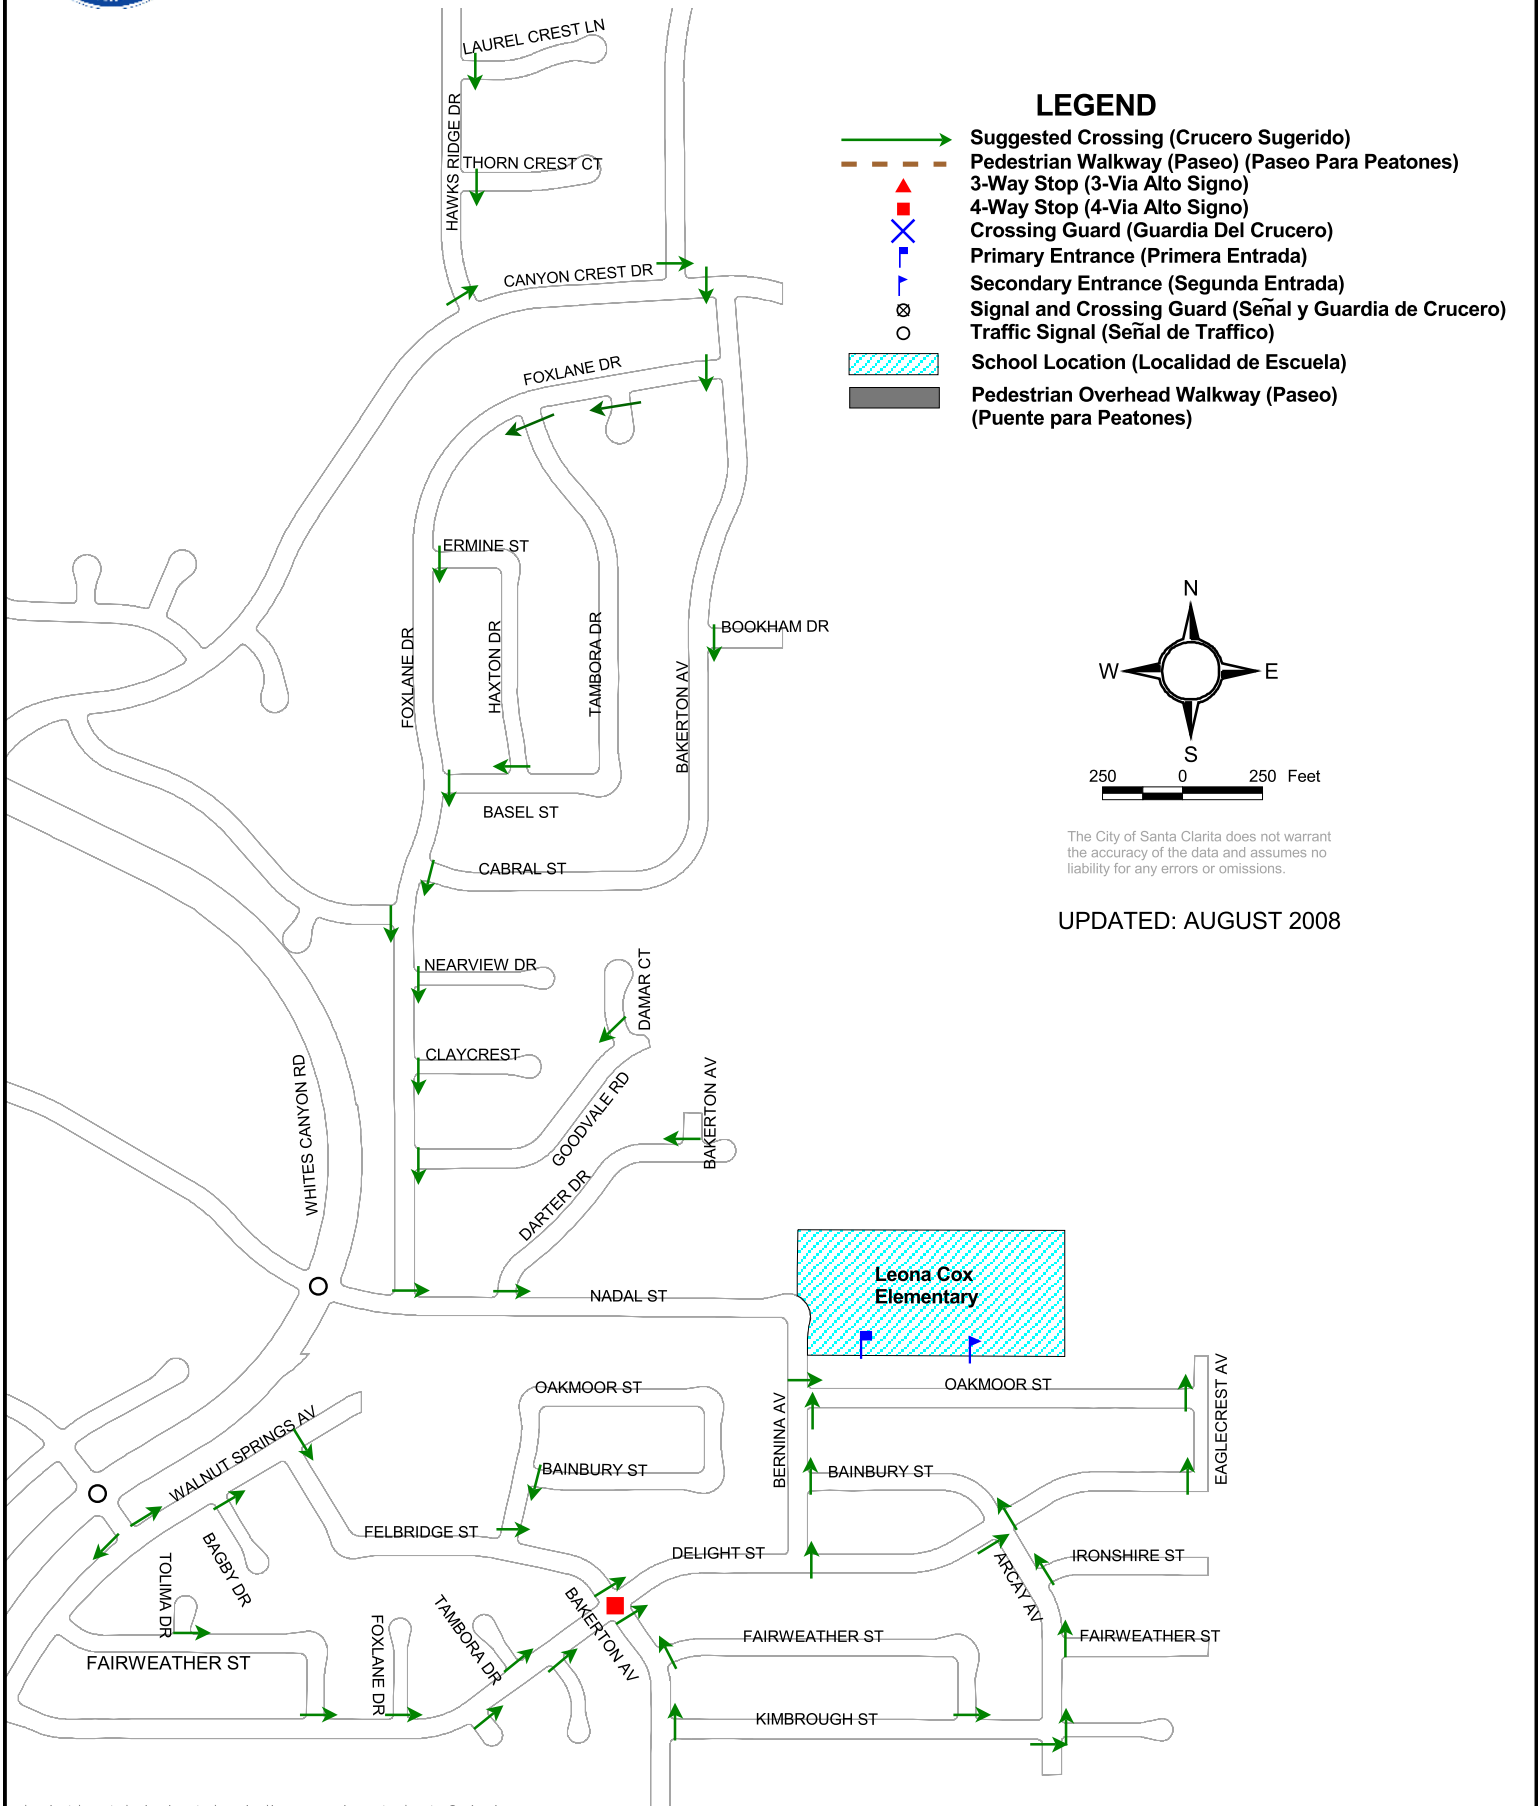 LAUREL CREST LN
HAWKS RIDGE DR
THORN CREST CT
CANYON CREST DR
FOXLANE DR
LEGEND
Suggested Crossing (Crucero Sugerido)
Pedestrian Walkway (Paseo) (Paseo Para Peatones)
3-Way Stop (3-Via Alto Signo)
4-Way Stop (4-Via Alto Signo)
Crossing Guard (Guardia Del Crucero)
Primary Entrance (Primera Entrada)
Secondary Entrance (Segunda Entrada)
Signal and Crossing Guard (Señal y Guardia de Crucero)
Traffic Signal (Señal de Traffico)
School Location (Localidad de Escuela)
Pedestrian Overhead Walkway (Paseo)
(Puente para Peatones)
ERMINE ST
FOXLANE DR
HAXTON DR
TAMBORA DR
BAKERTON AV
BOOKHAM DR
BASEL ST
CABRAL ST
N
W
E
S
250 0 250 Feet
The City of Santa Clarita does not warrant
the accuracy of the data and assumes no
liability for any errors or omissions.
UPDATED: AUGUST 2008
NEARVIEW DR
DAMAR CT
CLAYCREST
WHITES CANYON RD
GOODVALE RD
BAKERTON AV
DARTER DR
NADAL ST
Leona Cox
Elementary
OAKMOOR ST
OAKMOOR ST
EAGLECREST AV
BERNINA AV
WALNUT SPRINGS AV
BAINBURY ST
BAINBURY ST
FELBRIDGE ST
DELIGHT ST
BAGBY DR
TOLIMA DR
IRONSHIRE ST
ARCAY AV
BAKERTON AV
TAMBORA DR
FOXLANE DR
FAIRWEATHER ST
FAIRWEATHER ST
FAIRWEATHER ST
KIMBROUGH ST